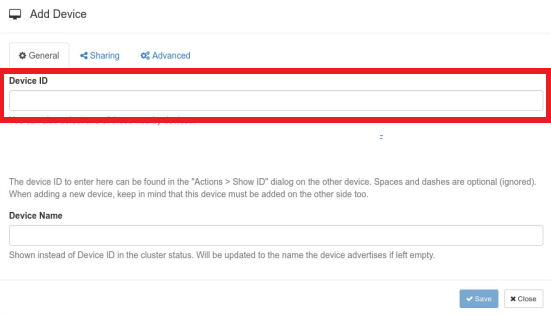 Add Device
General Sharing Advanced
Device ID
The device ID to enter here can be found in the "Actions > Show ID" dialog on the other device. Spaces and dashes are optional (ignored).
When adding a new device, keep in mind that this device must be added on the other side too.
Device Name
Shown instead of Device ID in the cluster status. Will be updated to the name the device advertises if left empty.
Save Close